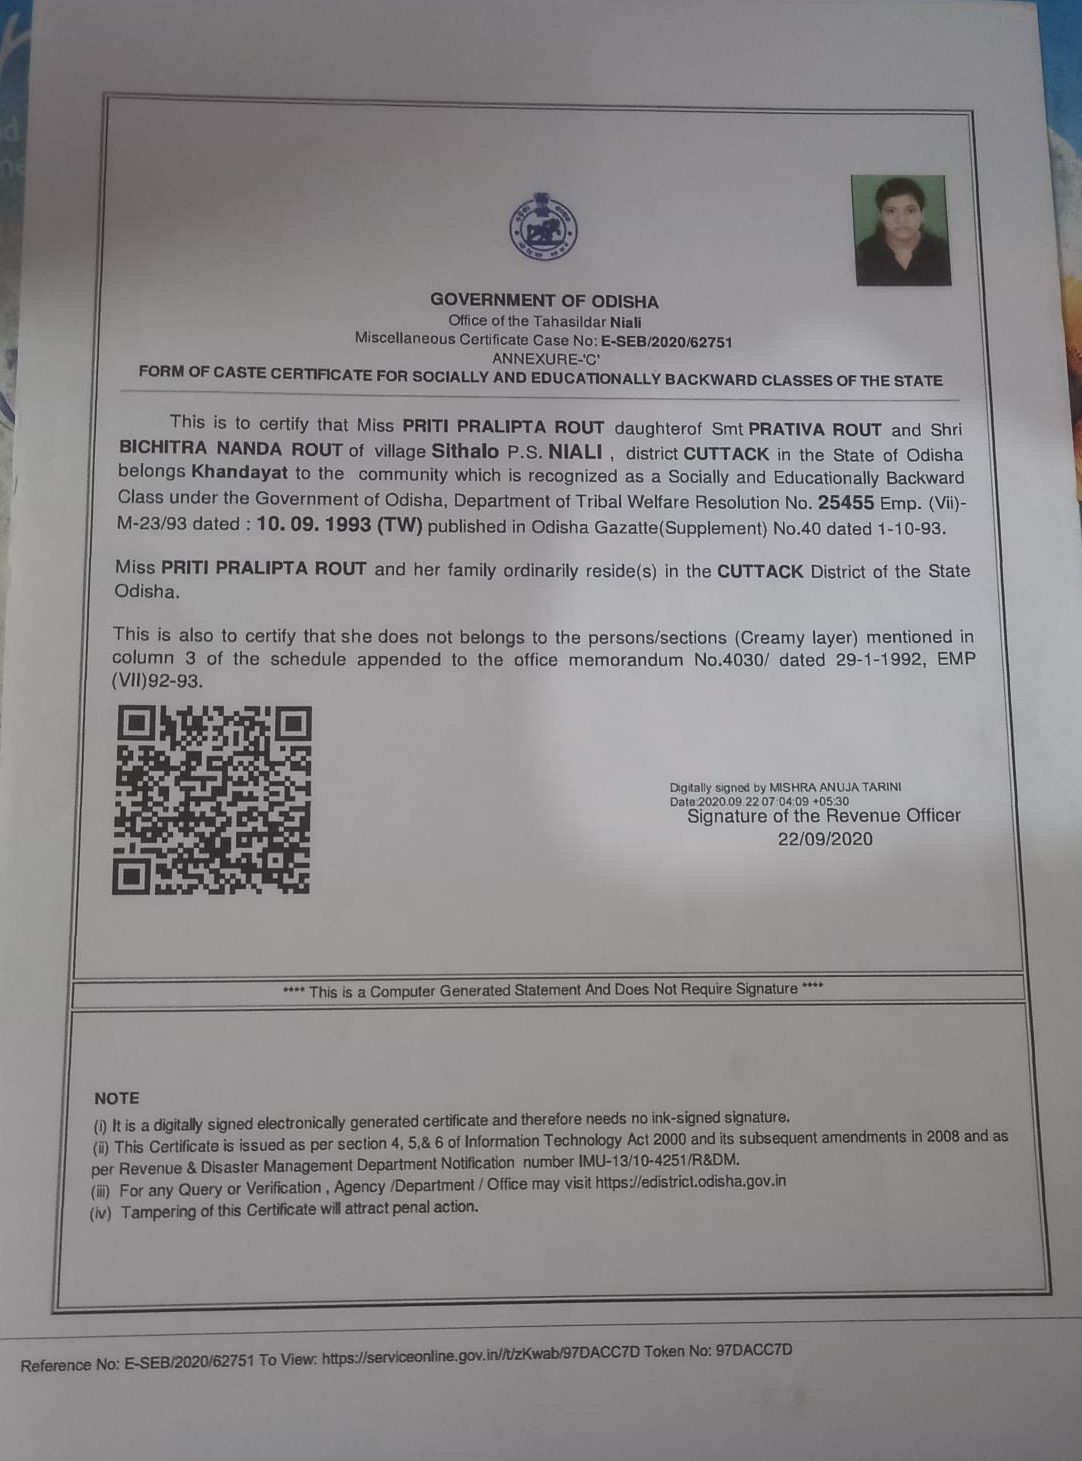 GOVERNMENT OF ODISHA
Office of the Tahasildar Niali
Miscellaneous Certificate Case No: E-SEB/2020/62751
ANNEXURE-'C'
FORM OF CASTE CERTIFICATE FOR SOCIALLY AND EDUCATIONALLY BACKWARD CLASSES OF THE STATE
This is to certify that Miss PRITI PRALIPTA ROUT daughterof Smt PRATIVA ROUT and Shri
BICHITRA NANDA ROUT of village Sithalo P.S. NIALI , district CUTTACK in the State of Odisha
belongs Khandayat to the community which is recognized as a Socially and Educationally Backward
Class under the Government of Odisha, Department of Tribal Welfare Resolution No. 25455 Emp. (Vii)-
M-23/93 dated : 10. 09. 1993 (TW) published in Odisha Gazatte(Supplement) No.40 dated 1-10-93.
Miss PRITI PRALIPTA ROUT and her family ordinarily reside(s) in the CUTTACK District of the State
Odisha.
This is also to certify that she does not belongs to the persons/sections (Creamy layer) mentioned in
column 3 of the schedule appended to the office memorandum No.4030/ dated 29-1-1992, EMP
(VII)92-93.
Digitally signed by MISHRA ANUJA TARINI
Date:2020.09.22 07:04:09 +05:30
Signature of the Revenue Officer
22/09/2020
**** This is a Computer Generated Statement And Does Not Require Signature ****
NOTE
(i) It is a digitally signed electronically generated certificate and therefore needs no ink-signed signature.
(ii) This Certificate is issued as per section 4, 5,& 6 of Information Technology Act 2000 and its subsequent amendments in 2008 and as
per Revenue & Disaster Management Department Notification number IMU-13/10-4251/R&DM.
(iii) For any Query or Verification , Agency /Department / Office may visit https://edistrict.odisha.gov.in
(iv) Tampering of this Certificate will attract penal action.
Reference No: E-SEB/2020/62751 To View: https://serviceonline.gov.in//t/zKwab/97DACC7D Token No: 97DACC7D